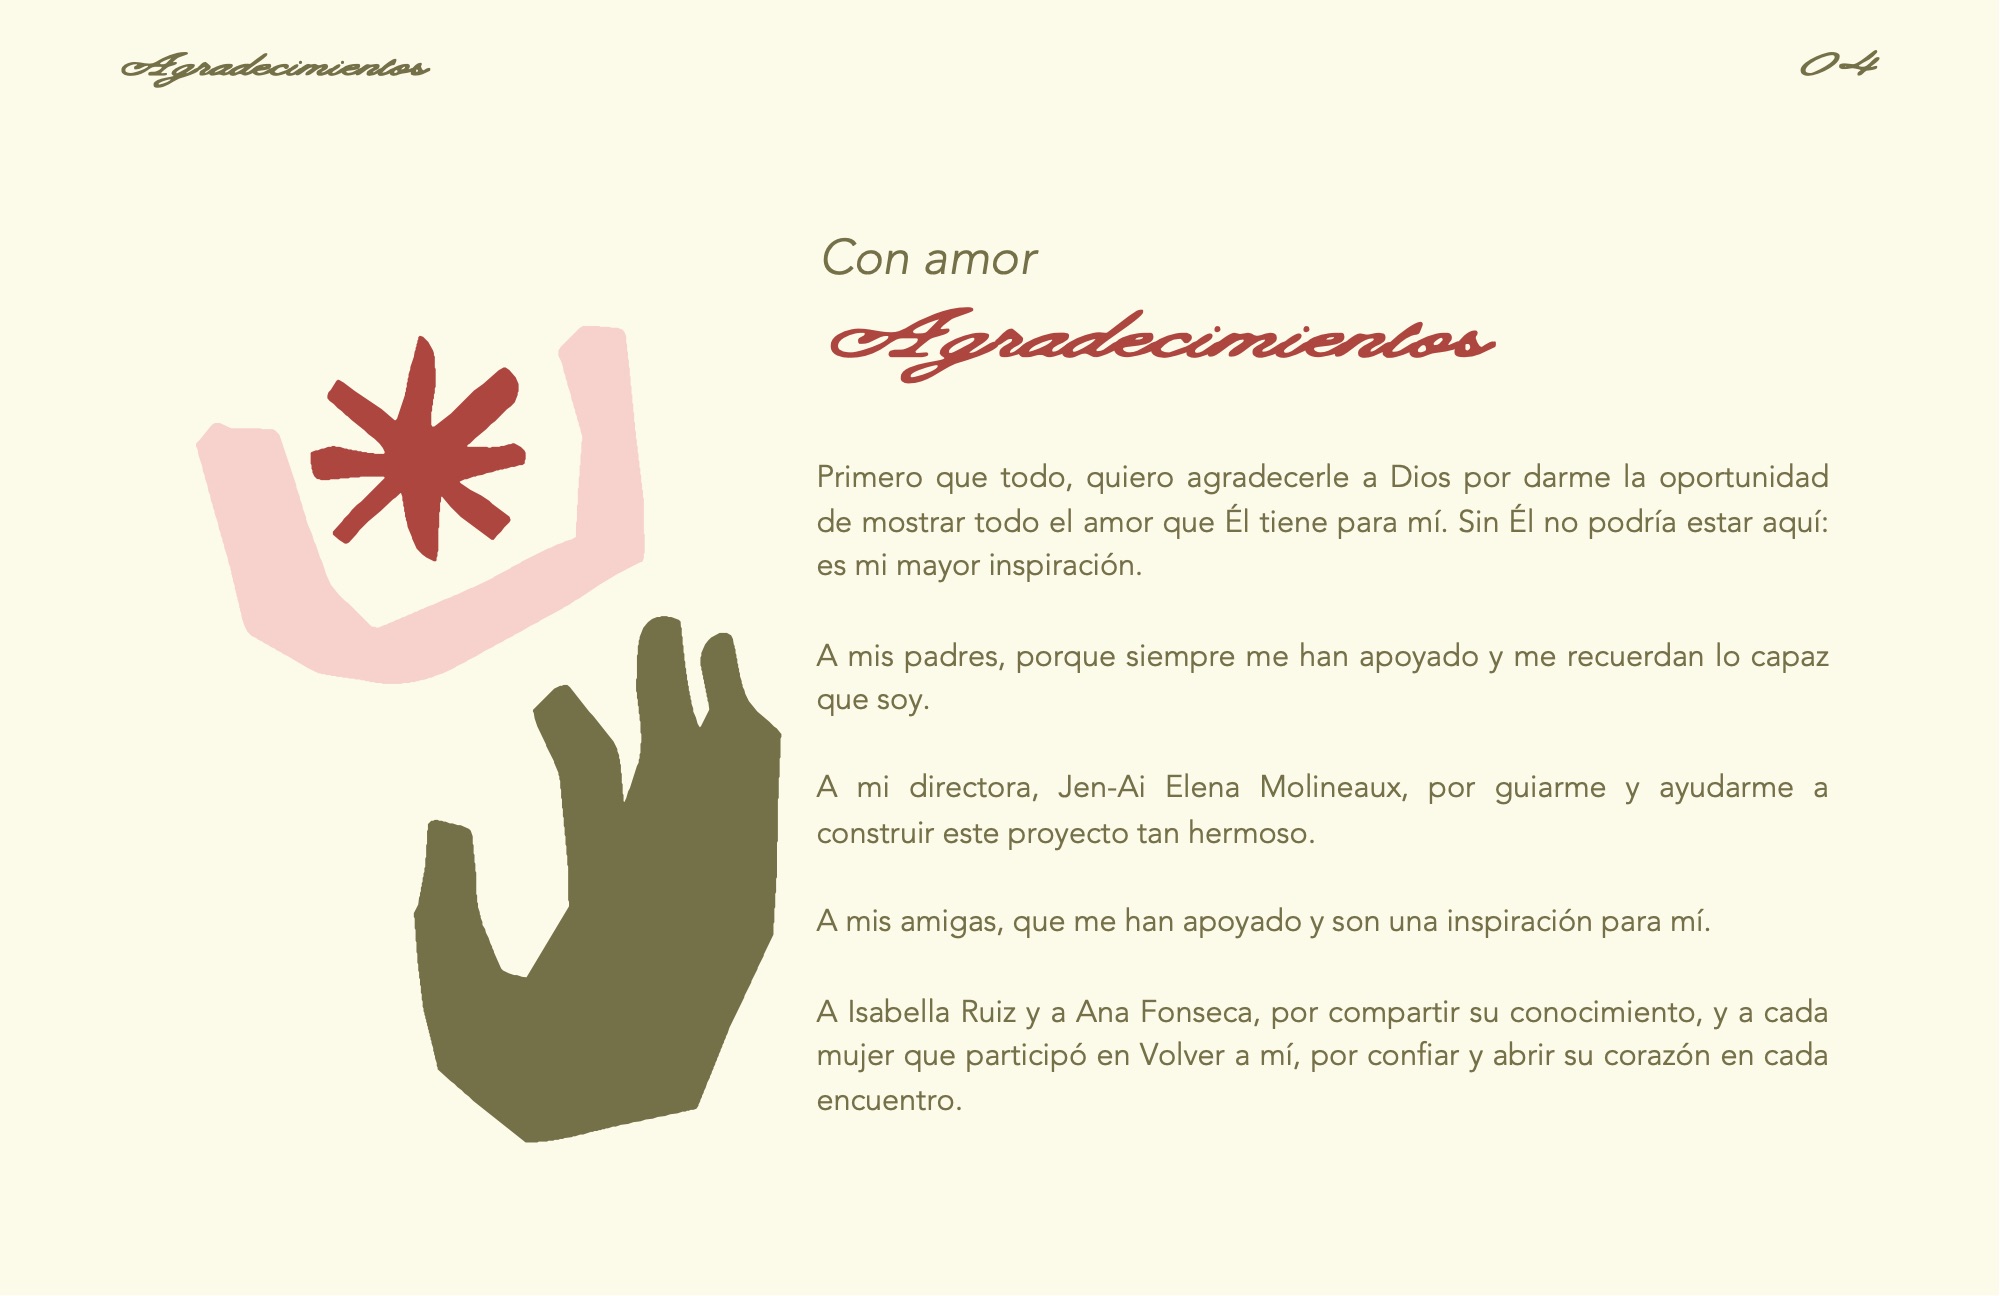 Agradecimientos
04
Con amor
Agradecimientos
Primero que todo, quiero agradecerle a Dios por darme la oportunidad
de mostrar todo el amor que Él tiene para mí. Sin Él no podría estar aquí:
es mi mayor inspiración.
A mis padres, porque siempre me han apoyado y me recuerdan lo capaz
que soy.
A mi directora, Jen-Ai Elena Molineaux, por guiarme y ayudarme a
construir este proyecto tan hermoso.
A mis amigas, que me han apoyado y son una inspiración para mí.
A Isabella Ruiz y a Ana Fonseca, por compartir su conocimiento, y a cada
mujer que participó en Volver a mí, por confiar y abrir su corazón en cada
encuentro.